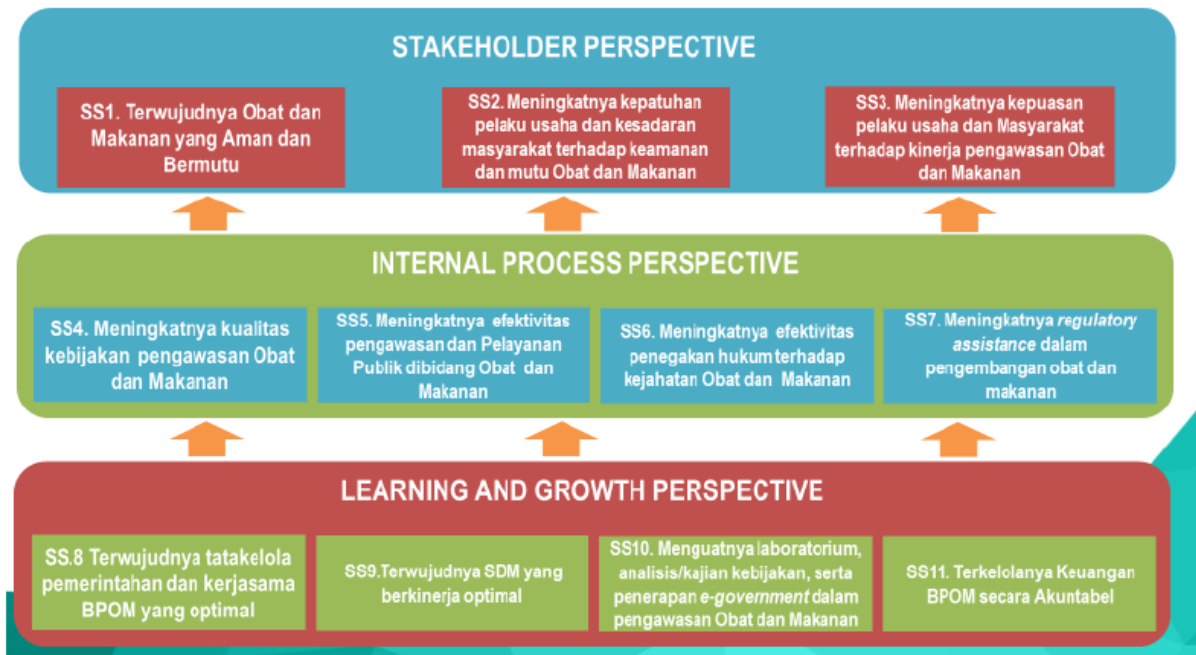 STAKEHOLDER PERSPECTIVE
SS1. Terwujudnya Obat dan
Makanan yang Aman dan
Bermutu
SS2. Meningkatnya kepatuhan
pelaku usaha dan kesadaran
masyarakat terhadap keamanan
dan mutu Obat dan Makanan
SS3. Meningkatnya kepuasan
pelaku usaha dan Masyarakat
terhadap kinerja pengawasan Obat
dan Makanan
INTERNAL PROCESS PERSPECTIVE
SS4. Meningkatnya kualitas
kebijakan pengawasan Obat
dan Makanan
SS5. Meningkatnya efektivitas
pengawasan dan Pelayanan
Publik dibidang Obat dan
Makanan
SS6. Meningkatnya efektivitas
penegakan hukum terhadap
kejahatan Obat dan Makanan
SS7. Meningkatnya regulatory
assistance dalam
pengembangan obat dan
makanan
LEARNING AND GROWTH PERSPECTIVE
SS.8 Terwujudnya tatakelola
pemerintahan dan kerjasama
BPOM yang optimal
SS9.Terwujudnya SDM yang
berkinerja optimal
SS10. Menguatnya laboratorium,
analisis/kajian kebijakan, serta
penerapan e-government dalam
pengawasan Obat dan Makanan
SS11. Terkelolanya Keuangan
BPOM secara Akuntabel